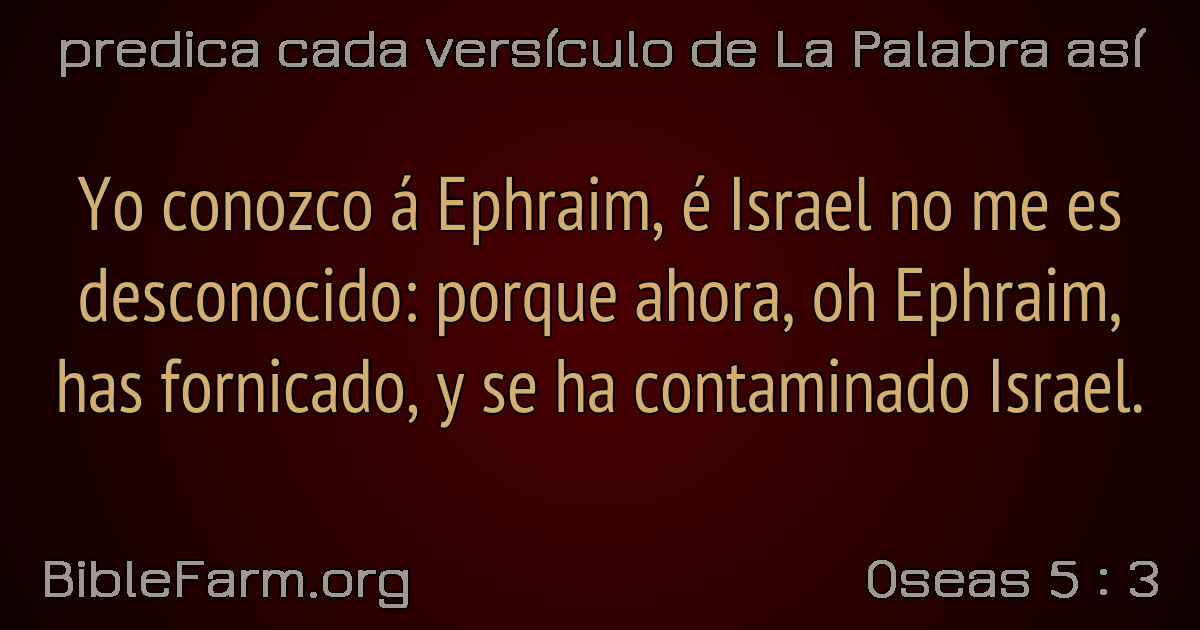 predica cada versículo de La Palabra así
Yo conozco á Ephraim, é Israel no me es
desconocido: porque ahora, oh Ephraim,
has fornicado, y se ha contaminado Israel.
BibleFarm.org
Oseas 5 : 3